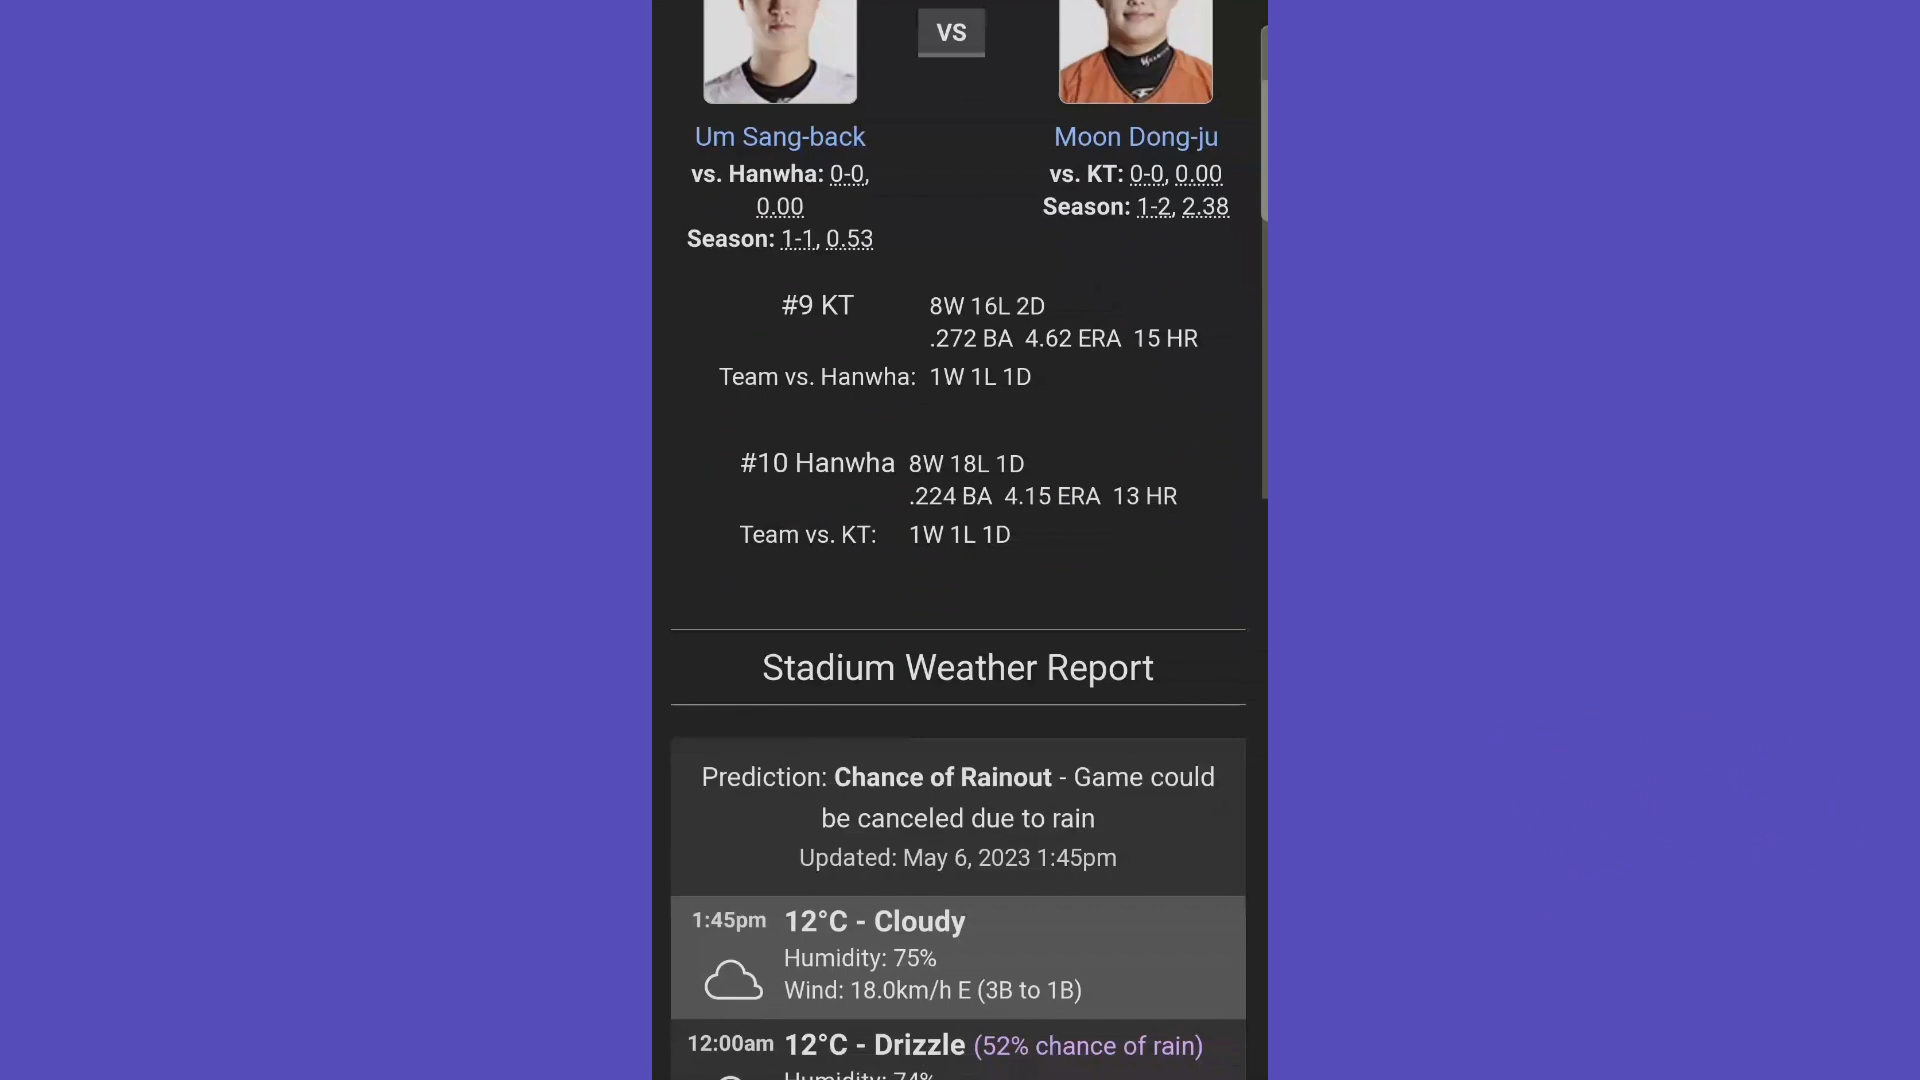 VS
Um Sang-back
vs. Hanwha: 0-0,
0.00
Season: 1-1, 0.53
Moon Dong-ju
vs. KT: 0-0, 0.00
Season: 1-2, 2.38
#9 KT
8W 16L 2D
.272 BA 4.62 ERA 15 HR
Team vs. Hanwha: 1W 1L 1D
#10 Hanwha
8W 18L 1D
.224 BA 4.15 ERA 13 HR
Team vs. KT: 1W 1L 1D
Stadium Weather Report
Prediction: Chance of Rainout - Game could
be canceled due to rain
Updated: May 6, 2023 1:45pm
1:45pm 12°C - Cloudy
Humidity: 75%
Wind: 18.0km/h E (3B to 1B)
12:00am 12°C - Drizzle (52% chance of rain)
Humidity: 74%